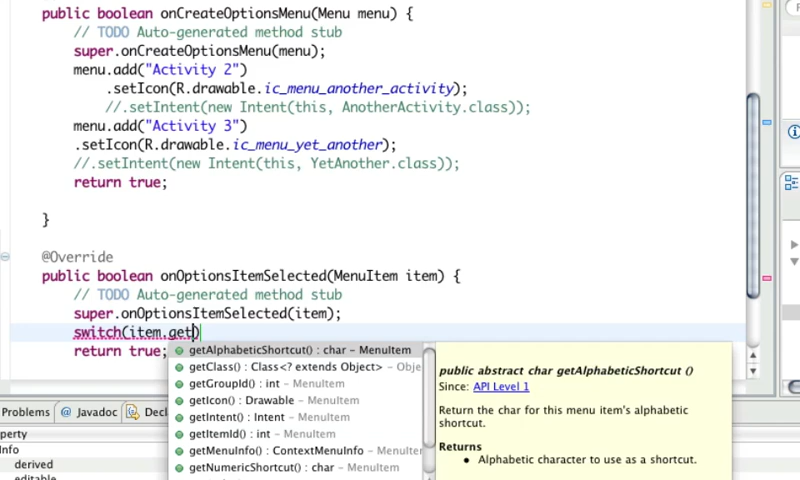 public boolean onCreateOptionsMenu(Menu menu) {
// TODO Auto-generated method stub
super.onCreateOptionsMenu(menu);
menu.add("Activity 2")
.setIcon(R.drawable.ic_menu_another_activity);
//.setIntent(new Intent(this, AnotherActivity.class));
menu.add("Activity 3")
.setIcon(R.drawable.ic_menu_yet_another);
//.setIntent(new Intent(this, YetAnother.class));
return true;
}
@Override
public boolean onOptionsItemSelected(MenuItem item) {
// TODO Auto-generated method stub
super.onOptionsItemSelected(item);
switch(item.get)
return true;
getAlphabeticShortcut() : char – MenuItem
getClass() : Class<? extends Object> – Obje
getGroupId() : int – MenuItem
getIcon() : Drawable – MenuItem
getIntent() : Intent – MenuItem
getItemId() : int – MenuItem
getMenuInfo() : ContextMenuInfo – MenuItem
getNumericShortcut() : char – MenuItem
public abstract char getAlphabeticShortcut ()
Since: API Level 1
Return the char for this menu item's alphabetic
shortcut.
Returns
• Alphabetic character to use as a shortcut.
Problems @ Javadoc Decl
perty
Info
derived
editable